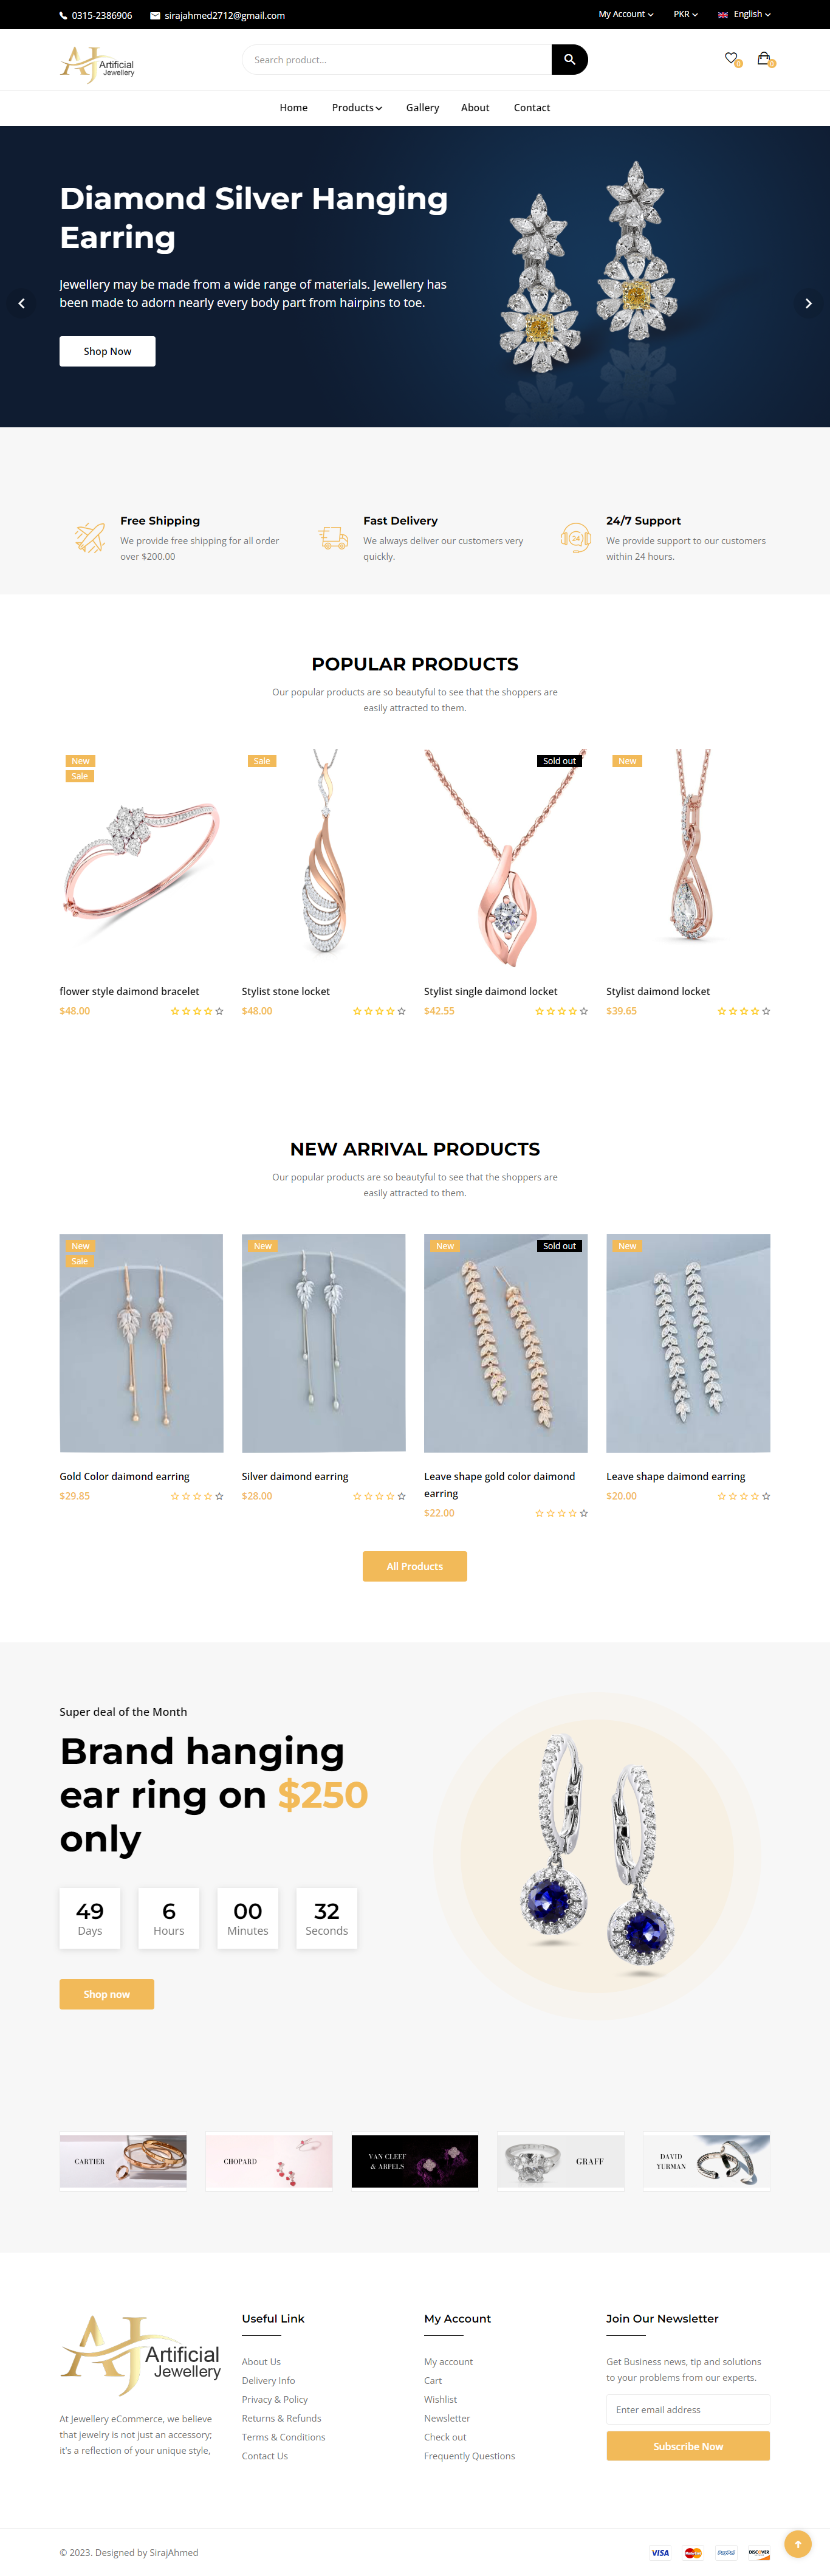 0315-2386906
sirajahmed2712@gmail.com
My Account
PKR
English
AJ Artificial
Jewellery
Search product...
0
0
Home
Products
Gallery
About
Contact
Diamond Silver Hanging
Earring
Jewellery may be made from a wide range of materials. Jewellery has
been made to adorn nearly every body part from hairpins to toe.
Shop Now
Free Shipping
We provide free shipping for all order
over $200.00
Fast Delivery
We always deliver our customers very
quickly.
24
24/7 Support
We provide support to our customers
within 24 hours.
POPULAR PRODUCTS
Our popular products are so beautyful to see that the shoppers are
easily attracted to them.
New
Sale
flower style daimond bracelet
$48.00
Sale
Stylist stone locket
$48.00
Sold out
Stylist single daimond locket
$42.55
New
Stylist daimond locket
$39.65
NEW ARRIVAL PRODUCTS
Our popular products are so beautyful to see that the shoppers are
easily attracted to them.
New
Sale
Gold Color daimond earring
$29.85
New
Silver daimond earring
$28.00
New
Sold out
Leave shape gold color daimond
earring
$22.00
New
Leave shape daimond earring
$20.00
All Products
Super deal of the Month
Brand hanging
ear ring on $250
only
49
Days
6
Hours
00
Minutes
32
Seconds
Shop now
CARTIER
CHOPARD
VAN CLEEF
& ARPELS
GRAFF
DAVID
YURMAN
AJ Artificial
Jewellery
At Jewellery eCommerce, we believe
that jewelry is not just an accessory;
it's a reflection of your unique style,
Useful Link
About Us
Delivery Info
Privacy & Policy
Returns & Refunds
Terms & Conditions
Contact Us
My Account
My account
Cart
Wishlist
Newsletter
Check out
Frequently Questions
Join Our Newsletter
Get Business news, tip and solutions
to your problems from our experts.
Enter email address
Subscribe Now
© 2023. Designed by SirajAhmed
VISA
MasterCard
PayPal
DISCOVER